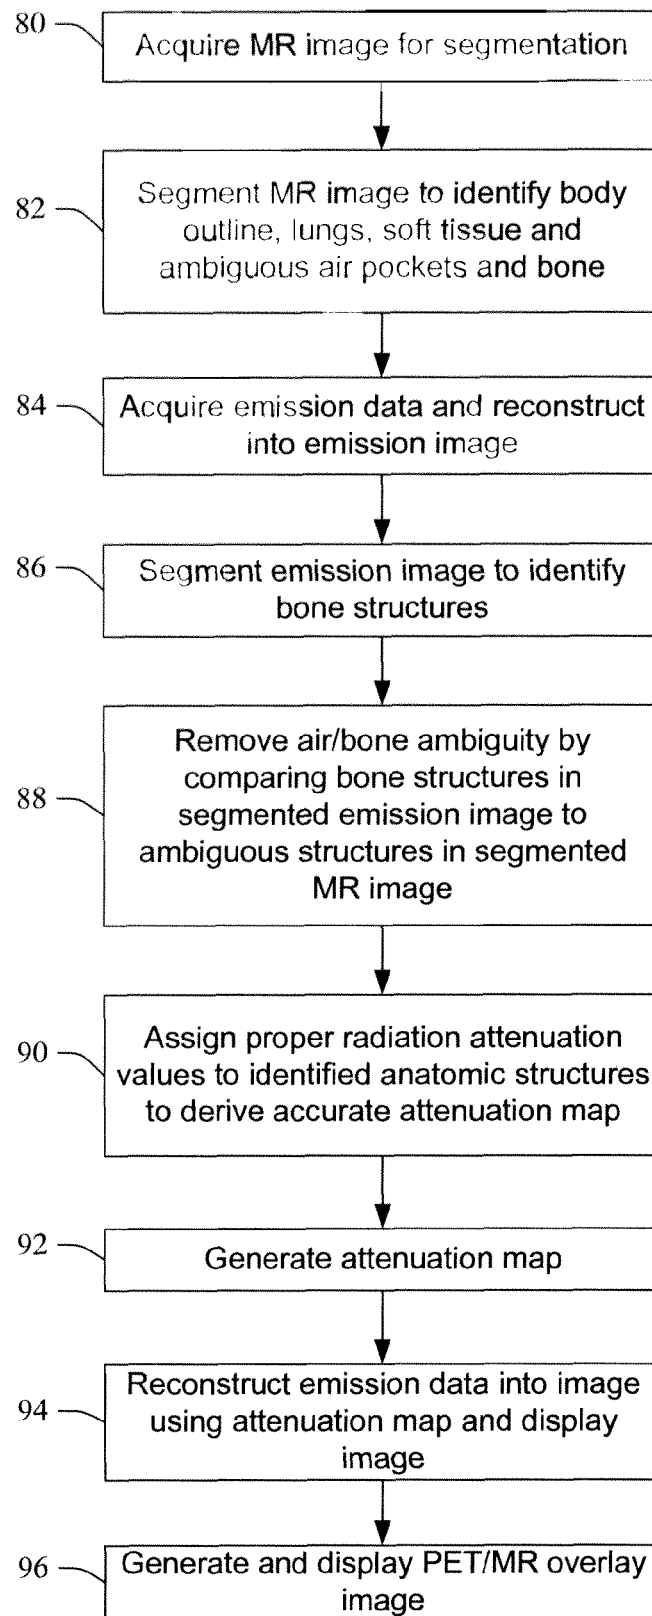 80
Acquire MR image for segmentation
82
Segment MR image to identify body
outline, lungs, soft tissue and
ambiguous air pockets and bone
84
Acquire emission data and reconstruct
into emission image
86
Segment emission image to identify
bone structures
88
Remove air/bone ambiguity by
comparing bone structures in
segmented emission image to
ambiguous structures in segmented
MR image
90
Assign proper radiation attenuation
values to identified anatomic structures
to derive accurate attenuation map
92
Generate attenuation map
94
Reconstruct emission data into image
using attenuation map and display
image
96
Generate and display PET/MR overlay
image